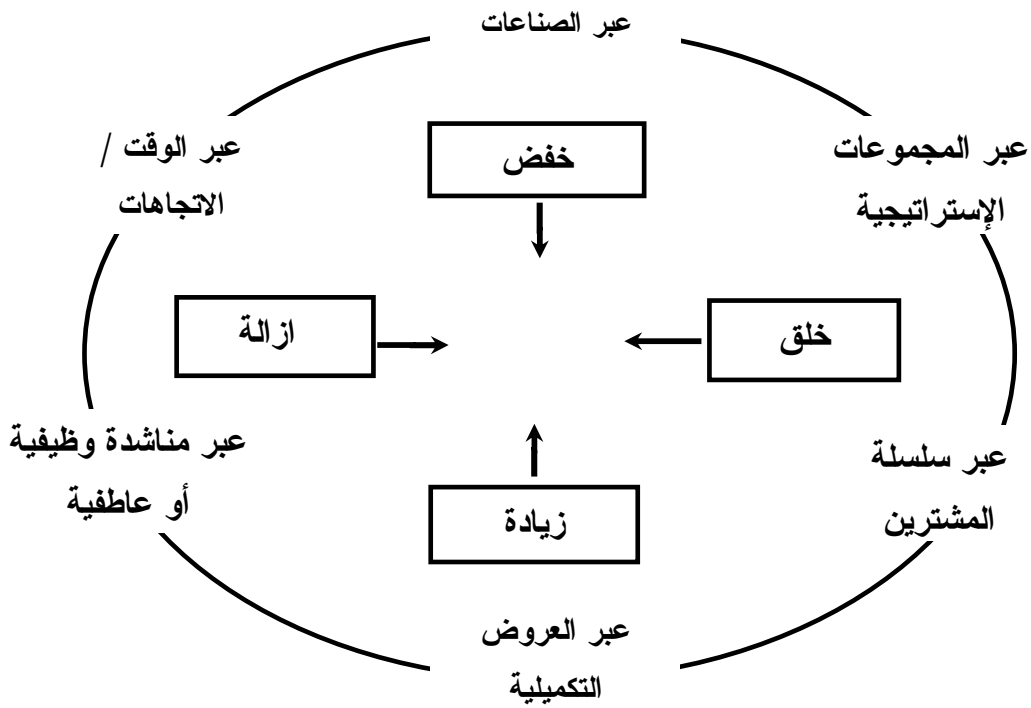 عبر الصناعات
عبر المجموعات
الإستراتيجية
عبر الوقت /
الاتجاهات
خفض
خلق
ازالة
عبر سلسلة
المشترين
عبر مناشدة وظيفية
أو عاطفية
زيادة
عبر العروض
التكميلية